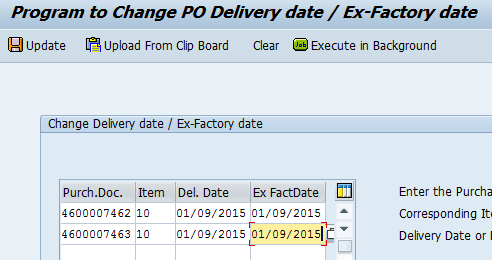 Program to Change PO Delivery date / Ex-Factory date
Update Upload From Clip Board Clear Job Execute in Background
Change Delivery date / Ex-Factory date
Purch.Doc. Item Del. Date Ex FactDate
Enter the Purcha
4600007462 10 01/09/2015 01/09/2015
Corresponding Ite
4600007463 10 01/09/2015 01/09/2015
Delivery Date or